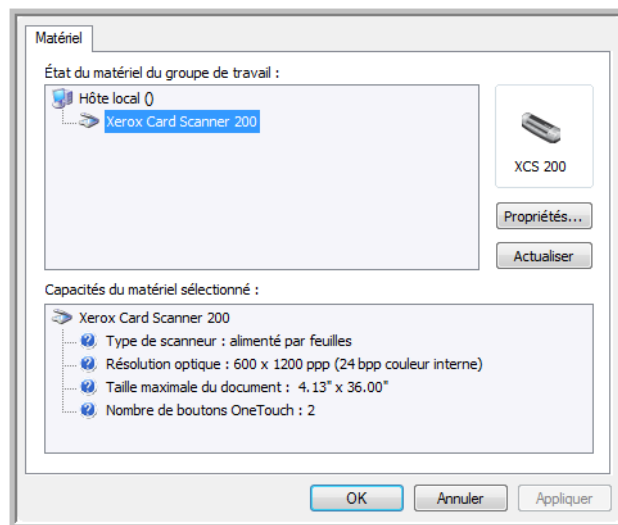 Matériel
État du matériel du groupe de travail :
Hôte local ()
Xerox Card Scanner 200
XCS 200
Propriétés...
Actualiser
Capacités du matériel sélectionné :
Xerox Card Scanner 200
Type de scanneur : alimenté par feuilles
Résolution optique : 600 x 1200 ppp (24 bpp couleur interne)
Taille maximale du document : 4.13" x 36.00"
Nombre de boutons OneTouch : 2
OK Annuler Appliquer